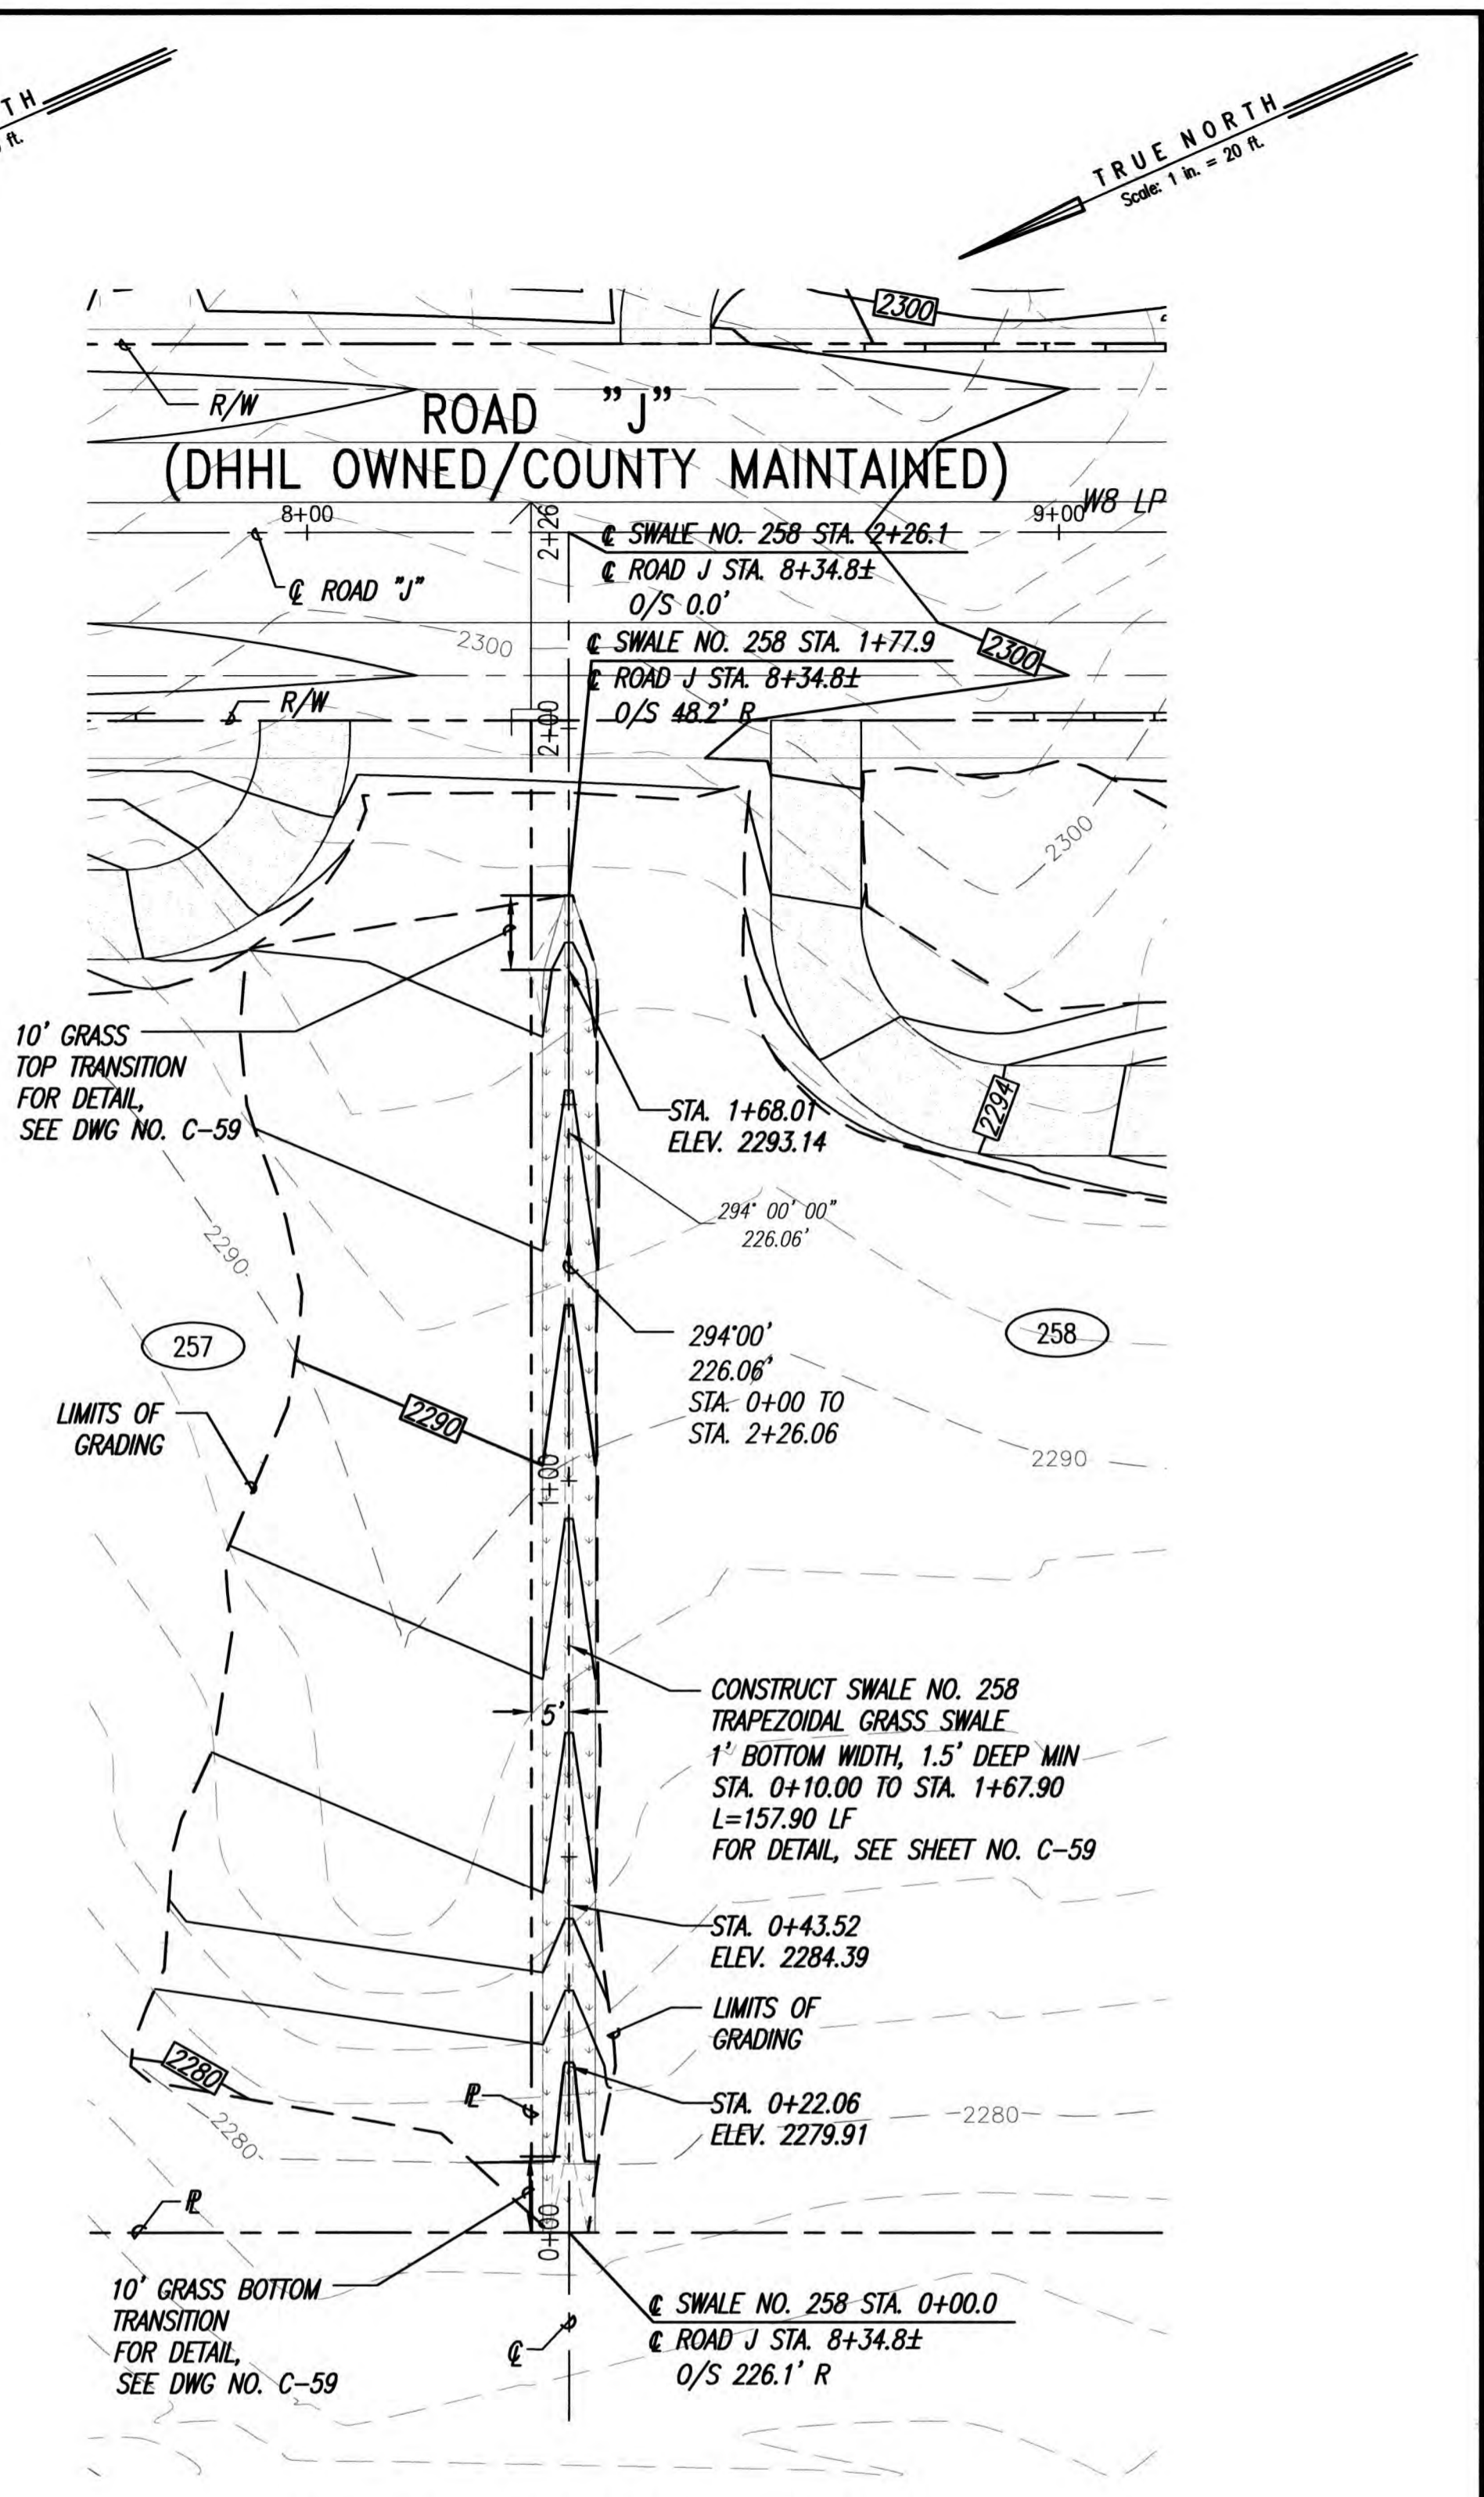 TH
ft.
TRUE NORTH
Scale: 1 in. = 20 ft.
2300
R/W
ROAD "J"
(DHHL OWNED/COUNTY MAINTAINED)
8+00
2+26
9+00
W8 LP
℄ SWALE NO. 258 STA. 2+26.1
℄ ROAD J STA. 8+34.8±
O/S 0.0'
℄ ROAD "J"
2300
℄ SWALE NO. 258 STA. 1+77.9
℄ ROAD J STA. 8+34.8±
O/S 48.2' R
2300
R/W
2+00
2300
10' GRASS
TOP TRANSITION
FOR DETAIL,
SEE DWG NO. C-59
STA. 1+68.01
ELEV. 2293.14
2294
294° 00' 00"
226.06'
2290
257
258
294°00'
226.06'
STA. 0+00 TO
STA. 2+26.06
LIMITS OF
GRADING
2290
2290
1+00
5'
CONSTRUCT SWALE NO. 258
TRAPEZOIDAL GRASS SWALE
1' BOTTOM WIDTH, 1.5' DEEP MIN
STA. 0+10.00 TO STA. 1+67.90
L=157.90 LF
FOR DETAIL, SEE SHEET NO. C-59
STA. 0+43.52
ELEV. 2284.39
LIMITS OF
GRADING
2280
PL
STA. 0+22.06
ELEV. 2279.91
2280
2280
PL
0+00
10' GRASS BOTTOM
TRANSITION
FOR DETAIL,
SEE DWG NO. C-59
℄
℄ SWALE NO. 258 STA. 0+00.0
℄ ROAD J STA. 8+34.8±
O/S 226.1' R